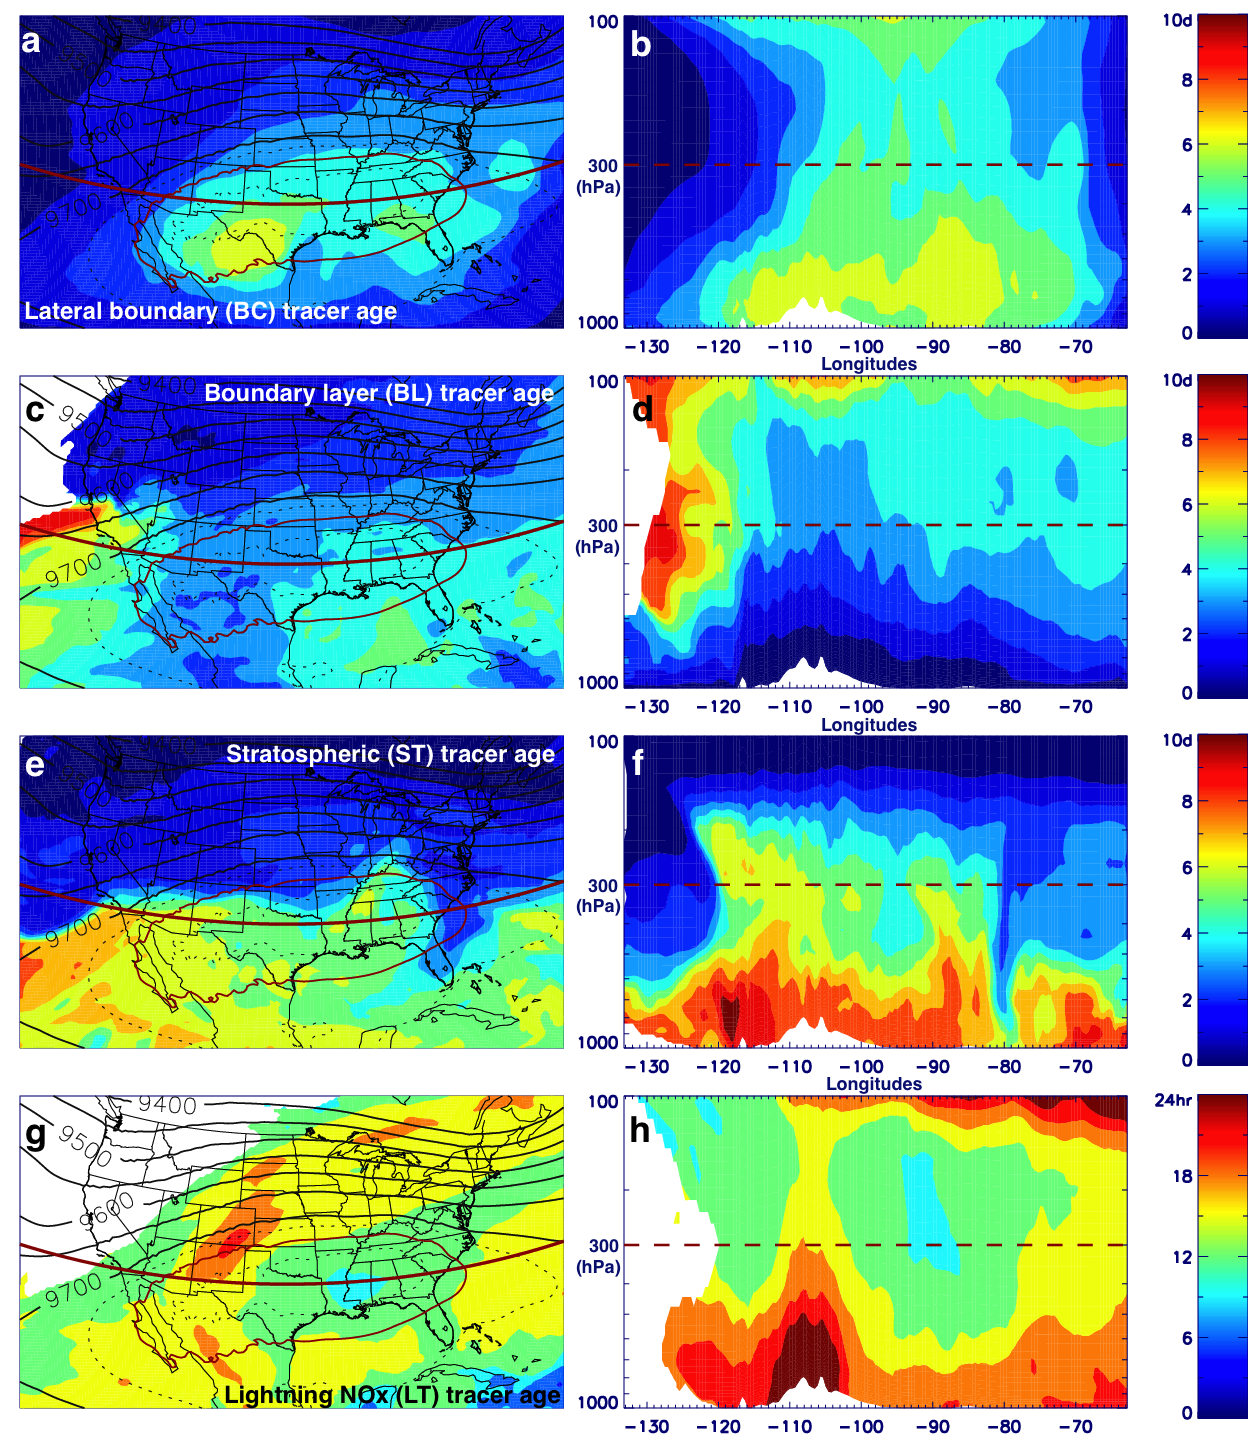 a
9700
Lateral boundary (BC) tracer age
b
100
300
(hPa)
1000
−130 −120 −110 −100 −90 −80 −70
Longitudes
10d
8
6
4
2
0
c
Boundary layer (BL) tracer age
9400
9700
d
100
300
(hPa)
1000
−130 −120 −110 −100 −90 −80 −70
Longitudes
10d
8
6
4
2
0
e
Stratospheric (ST) tracer age
9700
f
100
300
(hPa)
1000
−130 −120 −110 −100 −90 −80 −70
Longitudes
10d
8
6
4
2
0
g
9400
9500
9600
9700
Lightning NOx (LT) tracer age
h
100
300
(hPa)
1000
−130 −120 −110 −100 −90 −80 −70
24hr
18
12
6
0